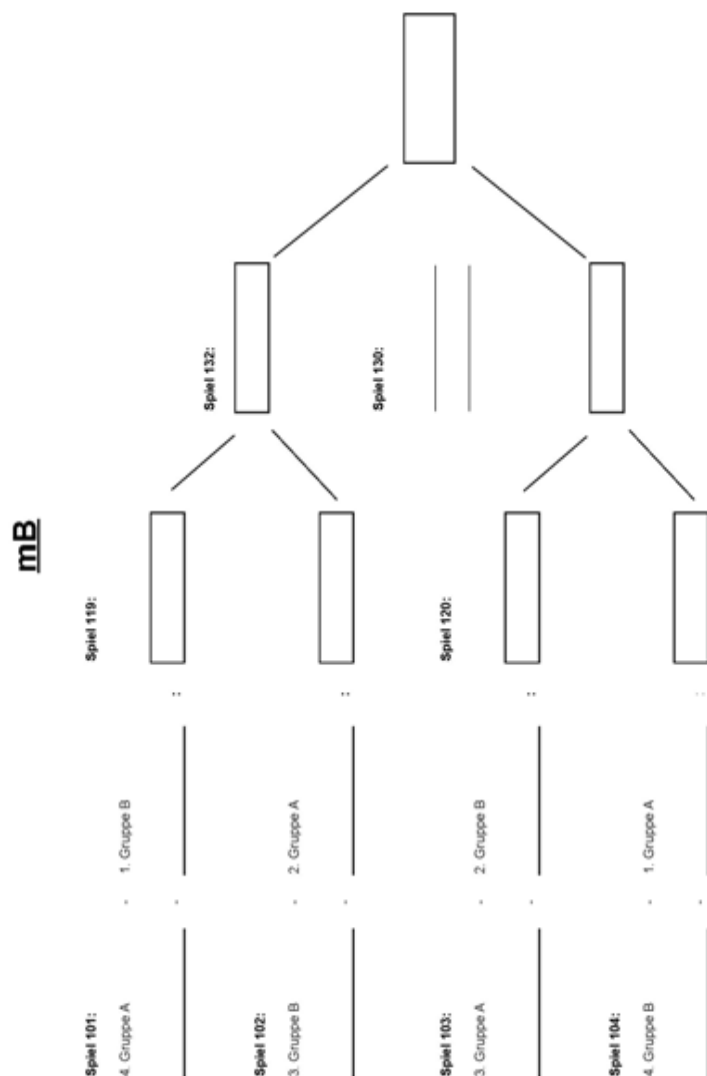 mB
Spiel 101:
4. Gruppe A - 1. Gruppe B
- :
Spiel 102:
3. Gruppe B - 2. Gruppe A
- :
Spiel 103:
3. Gruppe A - 2. Gruppe B
- :
Spiel 104:
4. Gruppe B - 1. Gruppe A
- :
Spiel 119:
Spiel 120:
Spiel 132:
Spiel 130: